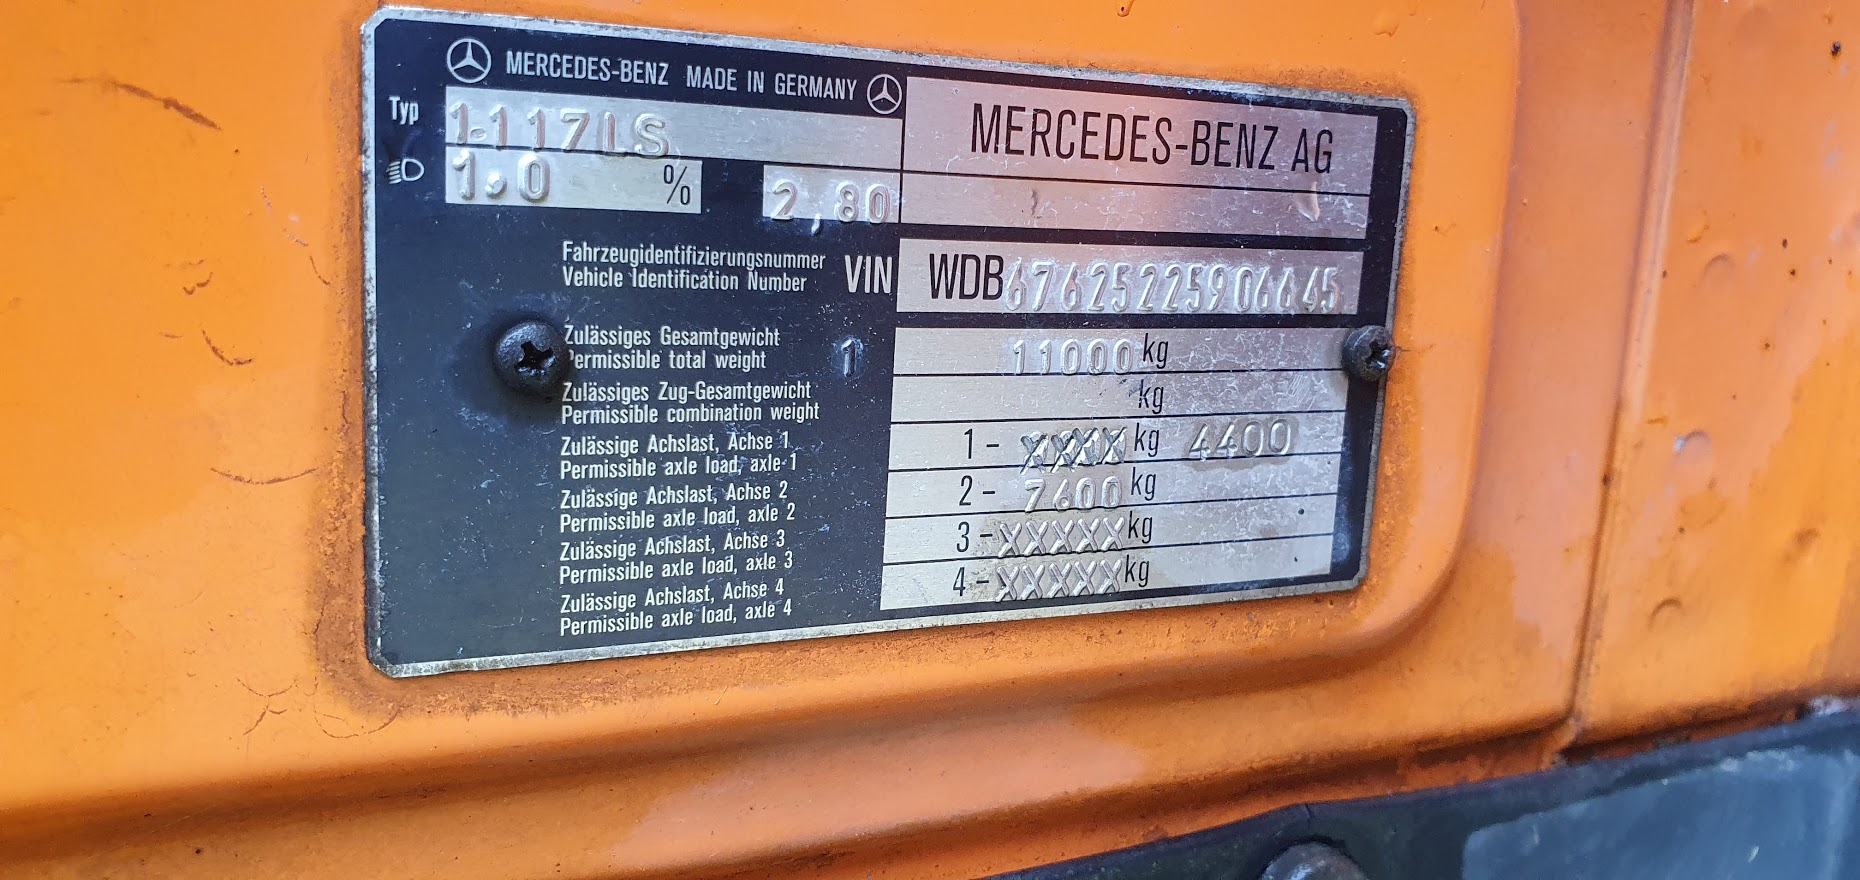 MERCEDES-BENZ MADE IN GERMANY
Typ 1.117LS
1.0 % 2,80
MERCEDES-BENZ AG
Fahrzeugidentifizierungsnummer
Vehicle Identification Number
VIN WDB67625225906645
Zulässiges Gesamtgewicht
Permissible total weight
1 11000 kg
Zulässiges Zug-Gesamtgewicht
Permissible combination weight
kg
Zulässige Achslast, Achse 1
Permissible axle load, axle 1
1 - XXXX kg 4400
Zulässige Achslast, Achse 2
Permissible axle load, axle 2
2 - 7600 kg
Zulässige Achslast, Achse 3
Permissible axle load, axle 3
3 - XXXXX kg
Zulässige Achslast, Achse 4
Permissible axle load, axle 4
4 - XXXXX kg